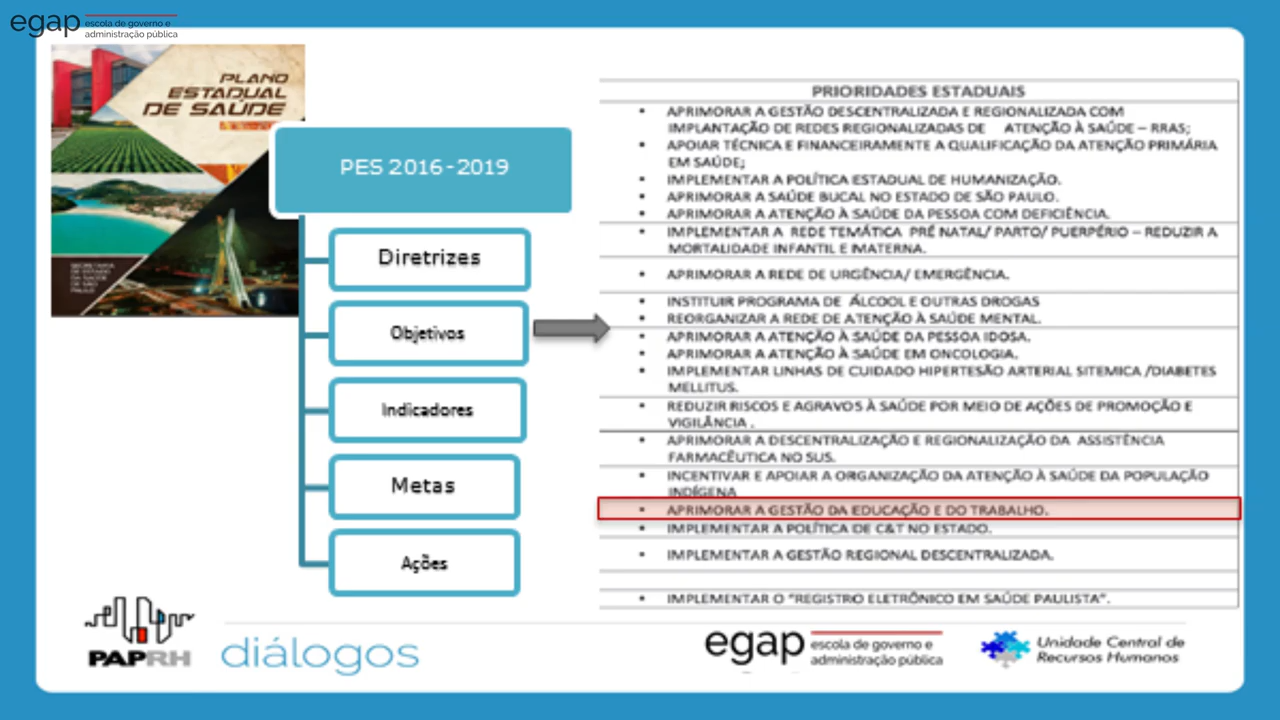 egap escola de governo e
administração pública
PLANO
ESTADUAL
DE SAÚDE
SECRETARIA
DE ESTADO
DA SAÚDE
DE SÃO
PAULO
PES 2016-2019
Diretrizes
Objetivos
Indicadores
Metas
Ações
PRIORIDADES ESTADUAIS
• APRIMORAR A GESTÃO DESCENTRALIZADA E REGIONALIZADA COM
IMPLANTAÇÃO DE REDES REGIONALIZADAS DE ATENÇÃO À SAÚDE – RRAS;
• APOIAR TÉCNICA E FINANCEIRAMENTE A QUALIFICAÇÃO DA ATENÇÃO PRIMÁRIA
EM SAÚDE;
• IMPLEMENTAR A POLÍTICA ESTADUAL DE HUMANIZAÇÃO.
• APRIMORAR A SAÚDE BUCAL NO ESTADO DE SÃO PAULO.
• APRIMORAR A ATENÇÃO À SAÚDE DA PESSOA COM DEFICIÊNCIA.
• IMPLEMENTAR A REDE TEMÁTICA PRÉ NATAL/ PARTO/ PUERPÉRIO – REDUZIR A
MORTALIDADE INFANTIL E MATERNA.
• APRIMORAR A REDE DE URGÊNCIA/ EMERGÊNCIA.
• INSTITUIR PROGRAMA DE ÁLCOOL E OUTRAS DROGAS
• REORGANIZAR A REDE DE ATENÇÃO À SAÚDE MENTAL.
• APRIMORAR A ATENÇÃO À SAÚDE DA PESSOA IDOSA.
• APRIMORAR A ATENÇÃO À SAÚDE EM ONCOLOGIA.
• IMPLEMENTAR LINHAS DE CUIDADO HIPERTESÃO ARTERIAL SITEMICA /DIABETES
MELLITUS.
• REDUZIR RISCOS E AGRAVOS À SAÚDE POR MEIO DE AÇÕES DE PROMOÇÃO E
VIGILÂNCIA .
• APRIMORAR A DESCENTRALIZAÇÃO E REGIONALIZAÇÃO DA ASSISTÊNCIA
FARMACÊUTICA NO SUS.
• INCENTIVAR E APOIAR A ORGANIZAÇÃO DA ATENÇÃO À SAÚDE DA POPULAÇÃO
INDÍGENA
• APRIMORAR A GESTÃO DA EDUCAÇÃO E DO TRABALHO.
• IMPLEMENTAR A POLÍTICA DE C&T NO ESTADO.
• IMPLEMENTAR A GESTÃO REGIONAL DESCENTRALIZADA.
• IMPLEMENTAR O "REGISTRO ELETRÔNICO EM SAÚDE PAULISTA".
PAPRH
diálogos
egap escola de governo e
administração pública
Unidade Central de
Recursos Humanos